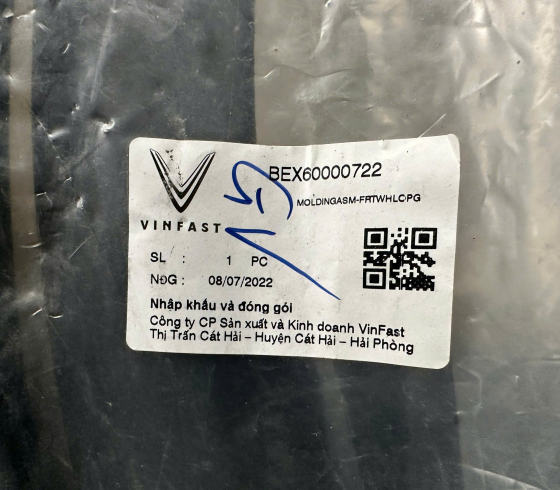 BEX60000722
MOLDINGASM-FRTWHLOPG
VINFAST
SL : 1 PC
NĐG : 08/07/2022
Nhập khẩu và đóng gói
Công ty CP Sản xuất và Kinh doanh VinFast
Thị Trấn Cát Hải – Huyện Cát Hải – Hải Phòng